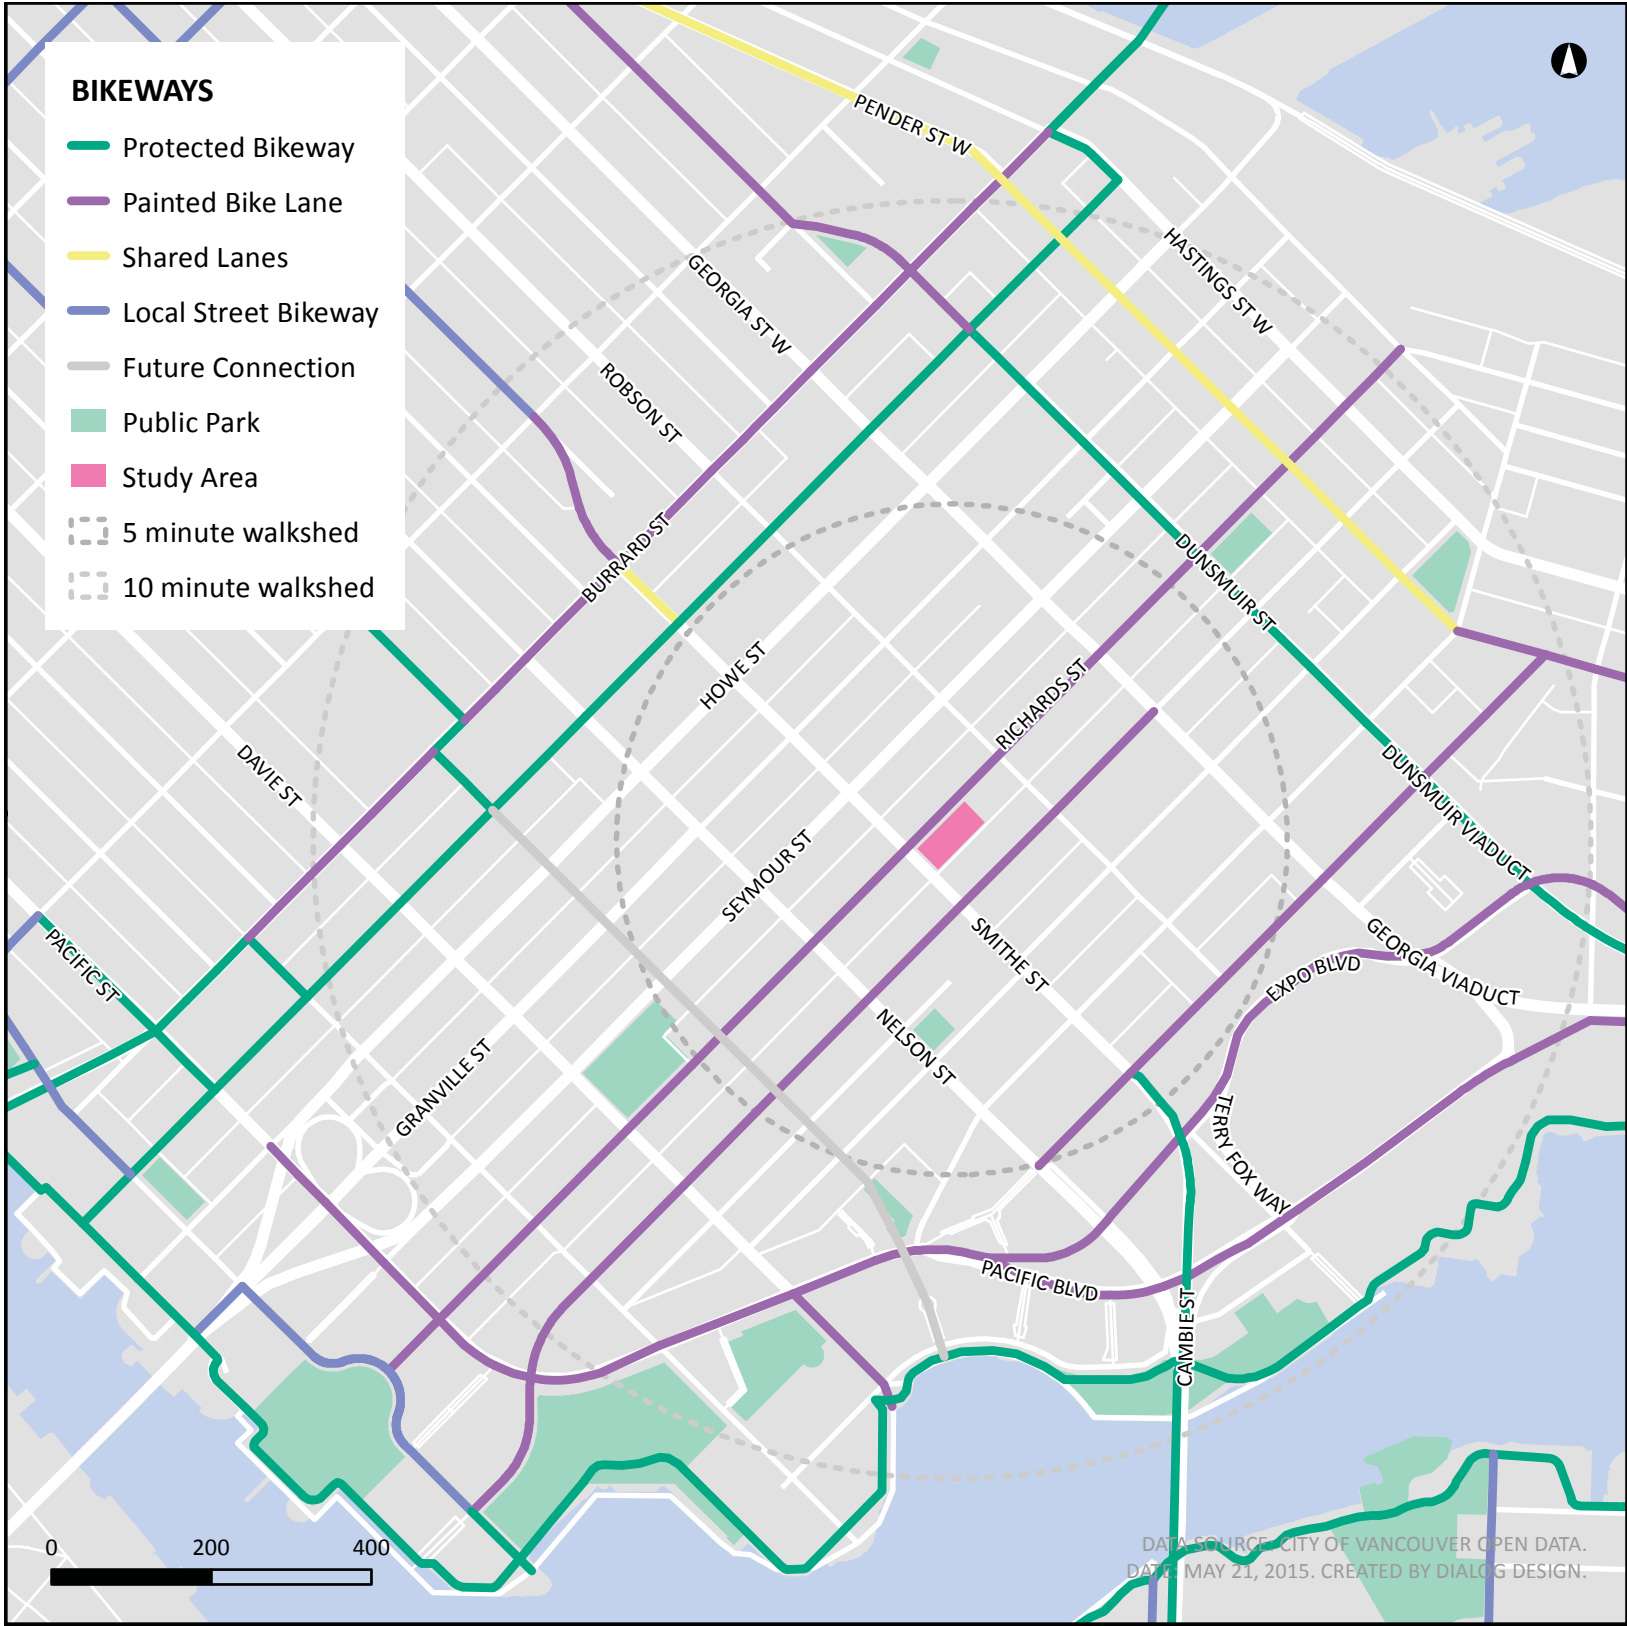 BIKEWAYS
Protected Bikeway
Painted Bike Lane
Shared Lanes
Local Street Bikeway
Future Connection
Public Park
Study Area
5 minute walkshed
10 minute walkshed
PENDER ST W
HASTINGS ST W
GEORGIA ST W
ROBSON ST
BURRARD ST
DUNSMUIR ST
HOWE ST
RICHARDS ST
DAVIE ST
DUNSMUIR VIADUCT
SEYMOUR ST
SMITHE ST
GEORGIA VIADUCT
EXPO BLVD
PACIFIC ST
NELSON ST
GRANVILLE ST
TERRY FOX WAY
PACIFIC BLVD
CAMBIE ST
0 200 400
DATA SOURCE: CITY OF VANCOUVER OPEN DATA.
DATE: MAY 21, 2015. CREATED BY DIALOG DESIGN.